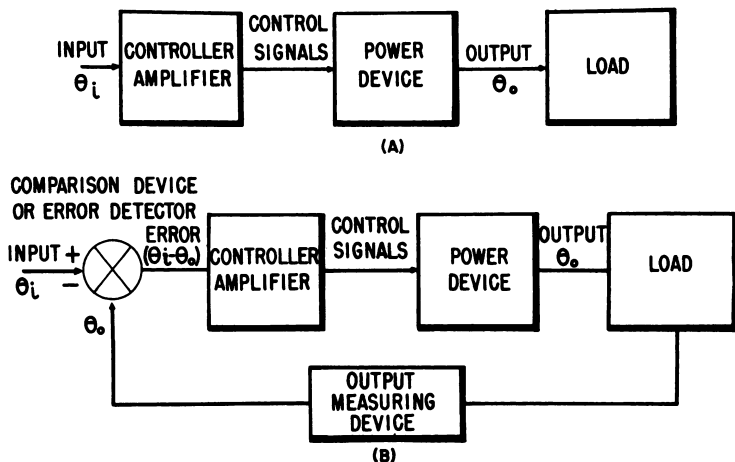 INPUT
θi
CONTROLLER
AMPLIFIER
CONTROL
SIGNALS
POWER
DEVICE
OUTPUT
θo
LOAD
(A)
COMPARISON DEVICE
OR ERROR DETECTOR
INPUT +
θi −
ERROR
(θi-θo)
θo
CONTROLLER
AMPLIFIER
CONTROL
SIGNALS
POWER
DEVICE
OUTPUT
θo
LOAD
OUTPUT
MEASURING
DEVICE
(B)